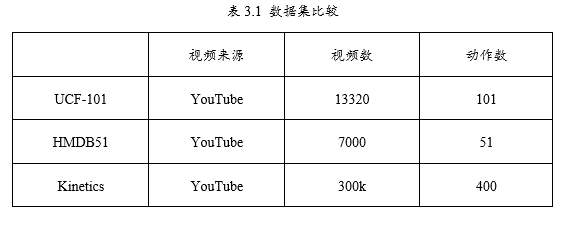 表 3.1 数据集比较
视频来源 视频数 动作数
UCF-101 YouTube 13320 101
HMDB51 YouTube 7000 51
Kinetics YouTube 300k 400